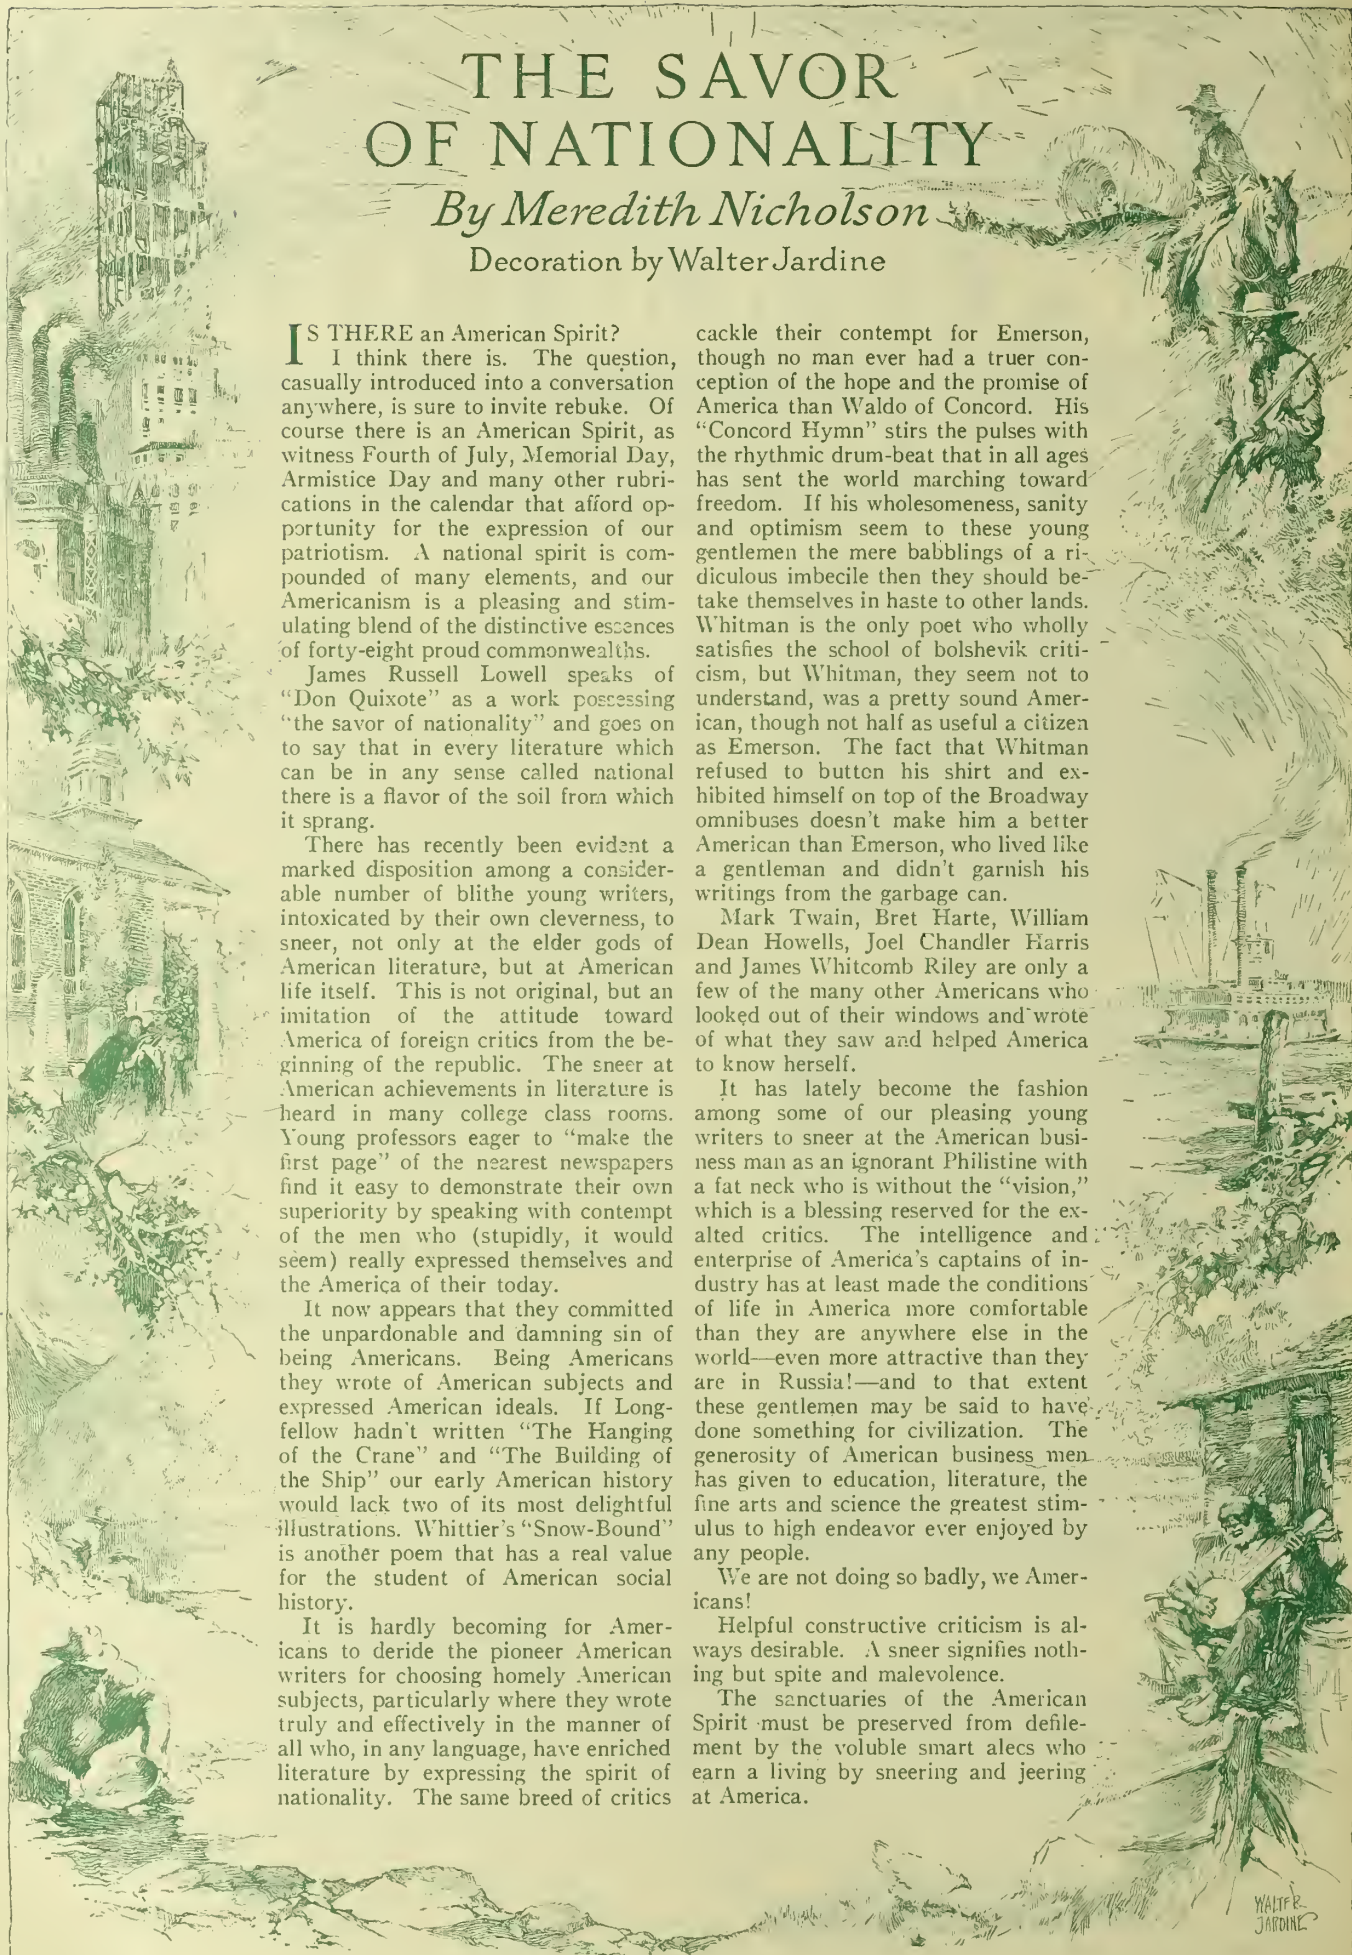 THE SAVOR
OF NATIONALITY
By Meredith Nicholson
Decoration by Walter Jardine
IS THERE an American Spirit?
I think there is. The question,
casually introduced into a conversation
anywhere, is sure to invite rebuke. Of
course there is an American Spirit, as
witness Fourth of July, Memorial Day,
Armistice Day and many other rubri-
cations in the calendar that afford op-
portunity for the expression of our
patriotism. A national spirit is com-
pounded of many elements, and our
Americanism is a pleasing and stim-
ulating blend of the distinctive essences
of forty-eight proud commonwealths.
James Russell Lowell speaks of
"Don Quixote" as a work possessing
"the savor of nationality" and goes on
to say that in every literature which
can be in any sense called national
there is a flavor of the soil from which
it sprang.
There has recently been evident a
marked disposition among a consider-
able number of blithe young writers,
intoxicated by their own cleverness, to
sneer, not only at the elder gods of
American literature, but at American
life itself. This is not original, but an
imitation of the attitude toward
America of foreign critics from the be-
ginning of the republic. The sneer at
American achievements in literature is
heard in many college class rooms.
Young professors eager to "make the
first page" of the nearest newspapers
find it easy to demonstrate their own
superiority by speaking with contempt
of the men who (stupidly, it would
seem) really expressed themselves and
the America of their today.
It now appears that they committed
the unpardonable and damning sin of
being Americans. Being Americans
they wrote of American subjects and
expressed American ideals. If Long-
fellow hadn't written "The Hanging
of the Crane" and "The Building of
the Ship" our early American history
would lack two of its most delightful
illustrations. Whittier's "Snow-Bound"
is another poem that has a real value
for the student of American social
history.
It is hardly becoming for Amer-
icans to deride the pioneer American
writers for choosing homely American
subjects, particularly where they wrote
truly and effectively in the manner of
all who, in any language, have enriched
literature by expressing the spirit of
nationality. The same breed of critics
cackle their contempt for Emerson,
though no man ever had a truer con-
ception of the hope and the promise of
America than Waldo of Concord. His
"Concord Hymn" stirs the pulses with
the rhythmic drum-beat that in all ages
has sent the world marching toward
freedom. If his wholesomeness, sanity
and optimism seem to these young
gentlemen the mere babblings of a ri-
diculous imbecile then they should be-
take themselves in haste to other lands.
Whitman is the only poet who wholly
satisfies the school of bolshevik criti-
cism, but Whitman, they seem not to
understand, was a pretty sound Amer-
ican, though not half as useful a citizen
as Emerson. The fact that Whitman
refused to button his shirt and ex-
hibited himself on top of the Broadway
omnibuses doesn't make him a better
American than Emerson, who lived like
a gentleman and didn't garnish his
writings from the garbage can.
Mark Twain, Bret Harte, William
Dean Howells, Joel Chandler Harris
and James Whitcomb Riley are only a
few of the many other Americans who
looked out of their windows and wrote
of what they saw and helped America
to know herself.
It has lately become the fashion
among some of our pleasing young
writers to sneer at the American busi-
ness man as an ignorant Philistine with
a fat neck who is without the "vision,"
which is a blessing reserved for the ex-
alted critics. The intelligence and
enterprise of America's captains of in-
dustry has at least made the conditions
of life in America more comfortable
than they are anywhere else in the
world—even more attractive than they
are in Russia!—and to that extent
these gentlemen may be said to have
done something for civilization. The
generosity of American business men
has given to education, literature, the
fine arts and science the greatest stim-
ulus to high endeavor ever enjoyed by
any people.
We are not doing so badly, we Amer-
icans!
Helpful constructive criticism is al-
ways desirable. A sneer signifies noth-
ing but spite and malevolence.
The sanctuaries of the American
Spirit must be preserved from defile-
ment by the voluble smart alecs who
earn a living by sneering and jeering
at America.
WALTER
JARDINE